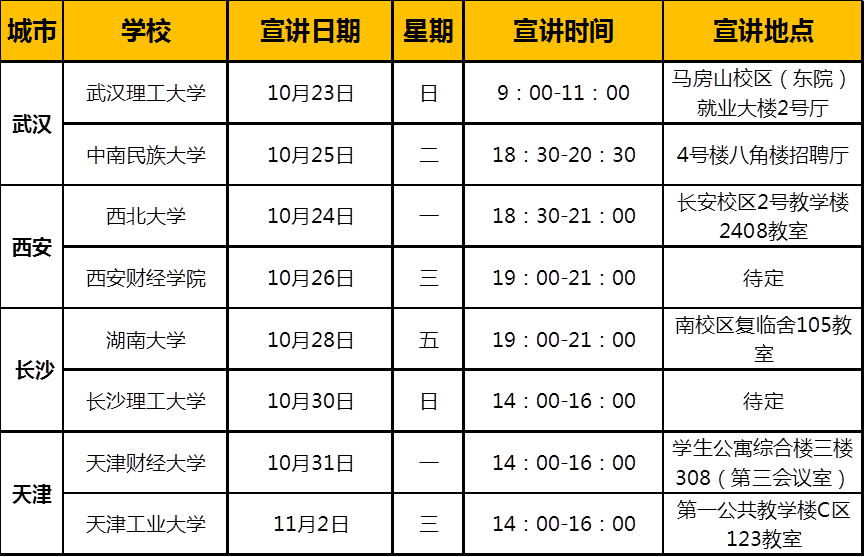 城市 学校 宣讲日期 星期 宣讲时间 宣讲地点
武汉 武汉理工大学 10月23日 日 9：00-11：00 马房山校区（东院）
就业大楼2号厅
中南民族大学 10月25日 二 18：30-20：30 4号楼八角楼招聘厅
西安 西北大学 10月24日 一 18：30-21：00 长安校区2号教学楼
2408教室
西安财经学院 10月26日 三 19：00-21：00 待定
长沙 湖南大学 10月28日 五 19：00-21：00 南校区复临舍105教
室
长沙理工大学 10月30日 日 14：00-16：00 待定
天津 天津财经大学 10月31日 一 14：00-16：00 学生公寓综合楼三楼
308（第三会议室）
天津工业大学 11月2日 三 14：00-16：00 第一公共教学楼C区
123教室